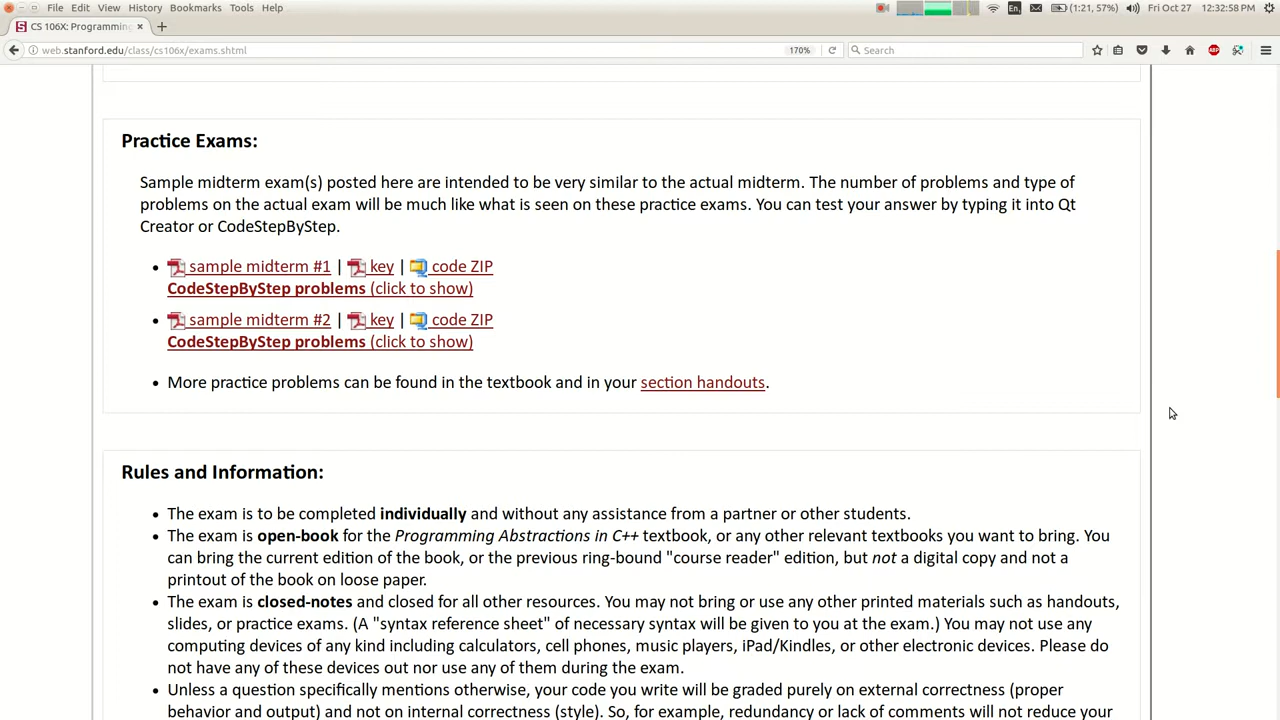 File Edit View History Bookmarks Tools Help
En
(1:21, 57%)
Fri Oct 27
12:32:58 PM
CS 106X: Programming
web.stanford.edu/class/cs106x/exams.shtml
170%
Search
ABP
Practice Exams:
Sample midterm exam(s) posted here are intended to be very similar to the actual midterm. The number of problems and type of
problems on the actual exam will be much like what is seen on these practice exams. You can test your answer by typing it into Qt
Creator or CodeStepByStep.
• sample midterm #1 | key | code ZIP
CodeStepByStep problems (click to show)
• sample midterm #2 | key | code ZIP
CodeStepByStep problems (click to show)
• More practice problems can be found in the textbook and in your section handouts.
Rules and Information:
• The exam is to be completed individually and without any assistance from a partner or other students.
• The exam is open-book for the Programming Abstractions in C++ textbook, or any other relevant textbooks you want to bring. You
can bring the current edition of the book, or the previous ring-bound "course reader" edition, but not a digital copy and not a
printout of the book on loose paper.
• The exam is closed-notes and closed for all other resources. You may not bring or use any other printed materials such as handouts,
slides, or practice exams. (A "syntax reference sheet" of necessary syntax will be given to you at the exam.) You may not use any
computing devices of any kind including calculators, cell phones, music players, iPad/Kindles, or other electronic devices. Please do
not have any of these devices out nor use any of them during the exam.
• Unless a question specifically mentions otherwise, your code you write will be graded purely on external correctness (proper
behavior and output) and not on internal correctness (style). So, for example, redundancy or lack of comments will not reduce your